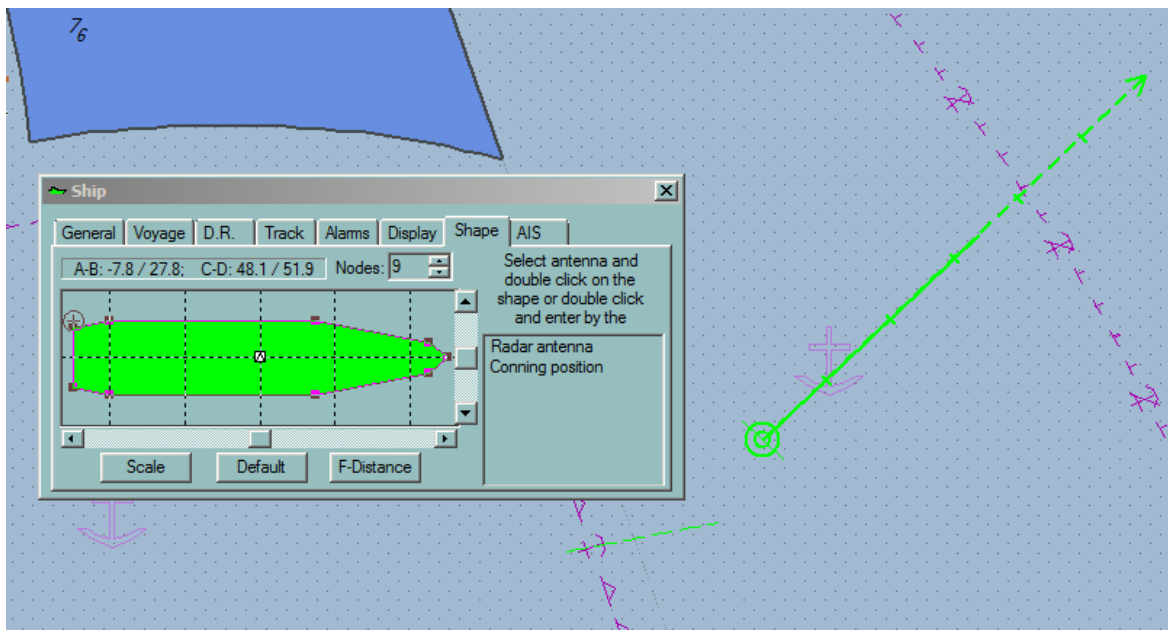 7₆
Ship
General Voyage D.R. Track Alarms Display Shape AIS
A-B: -7.8 / 27.8; C-D: 48.1 / 51.9 Nodes: 9
Select antenna and
double click on the
shape or double click
and enter by the
Radar antenna
Conning position
Scale Default F-Distance